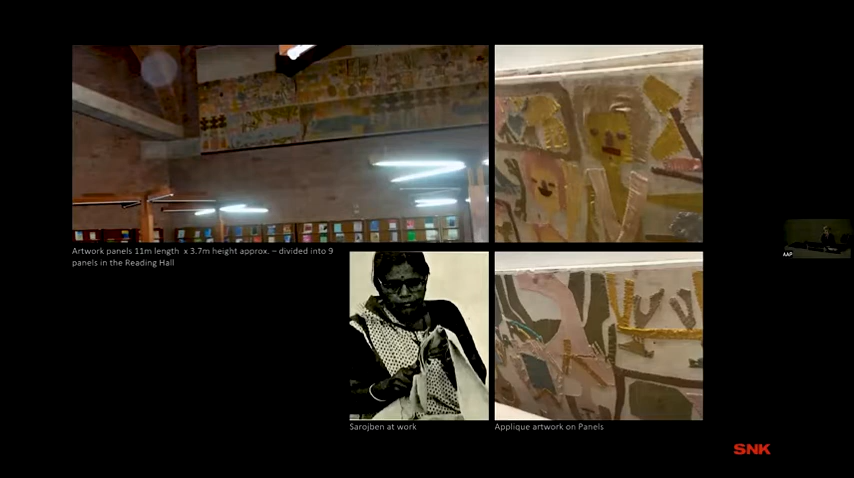 Artwork panels 11m length x 3.7m height approx. – divided into 9
panels in the Reading Hall
Sarojben at work
Applique artwork on Panels
AAP
SNK